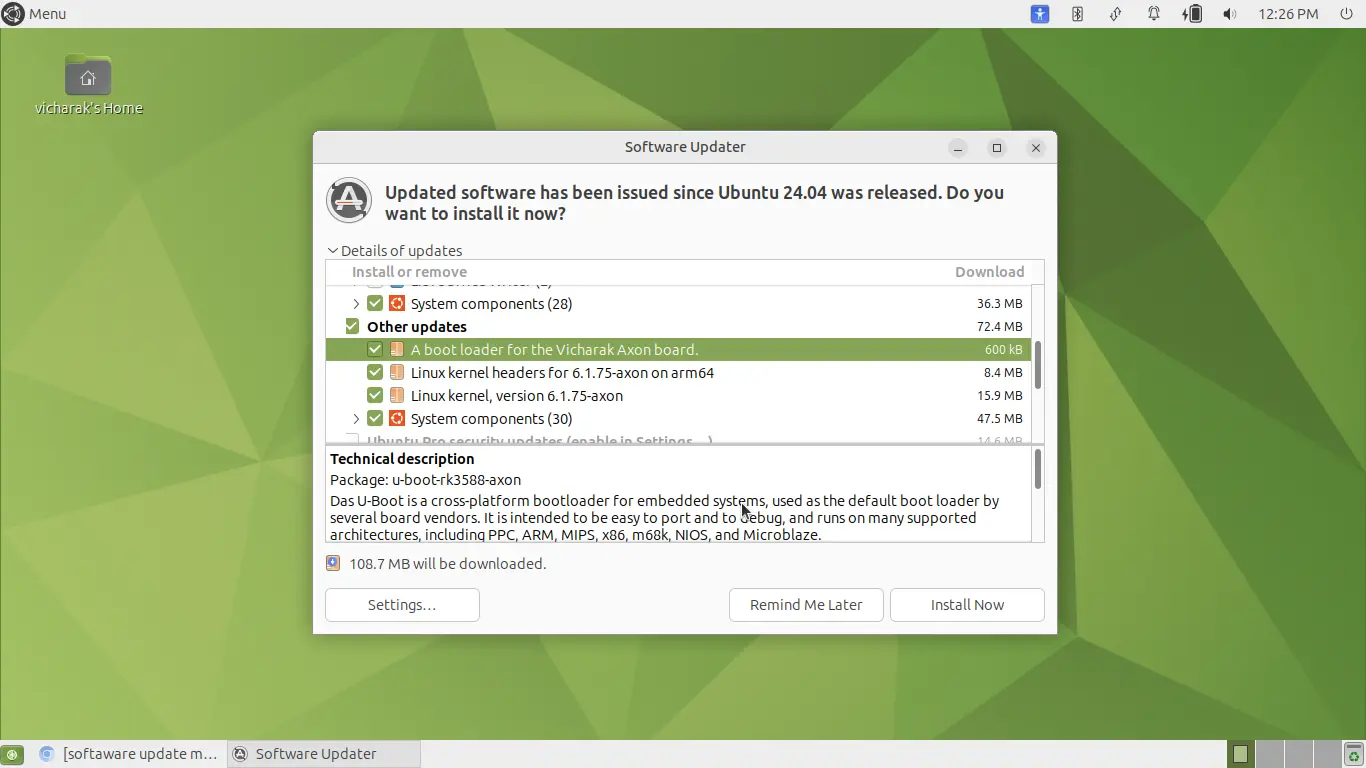 Menu
12:26 PM
vicharak's Home
Software Updater
Updated software has been issued since Ubuntu 24.04 was released. Do you
want to install it now?
Details of updates
Install or remove Download
System components (28) 36.3 MB
Other updates 72.4 MB
A boot loader for the Vicharak Axon board. 600 kB
Linux kernel headers for 6.1.75-axon on arm64 8.4 MB
Linux kernel, version 6.1.75-axon 15.9 MB
System components (30) 47.5 MB
Ubuntu Pro security updates (enable in Settings…) 14.6 MB
Technical description
Package: u-boot-rk3588-axon
Das U-Boot is a cross-platform bootloader for embedded systems, used as the default boot loader by
several board vendors. It is intended to be easy to port and to debug, and runs on many supported
architectures, including PPC, ARM, MIPS, x86, m68k, NIOS, and Microblaze.
108.7 MB will be downloaded.
Settings…
Remind Me Later
Install Now
[softaware update m...
Software Updater